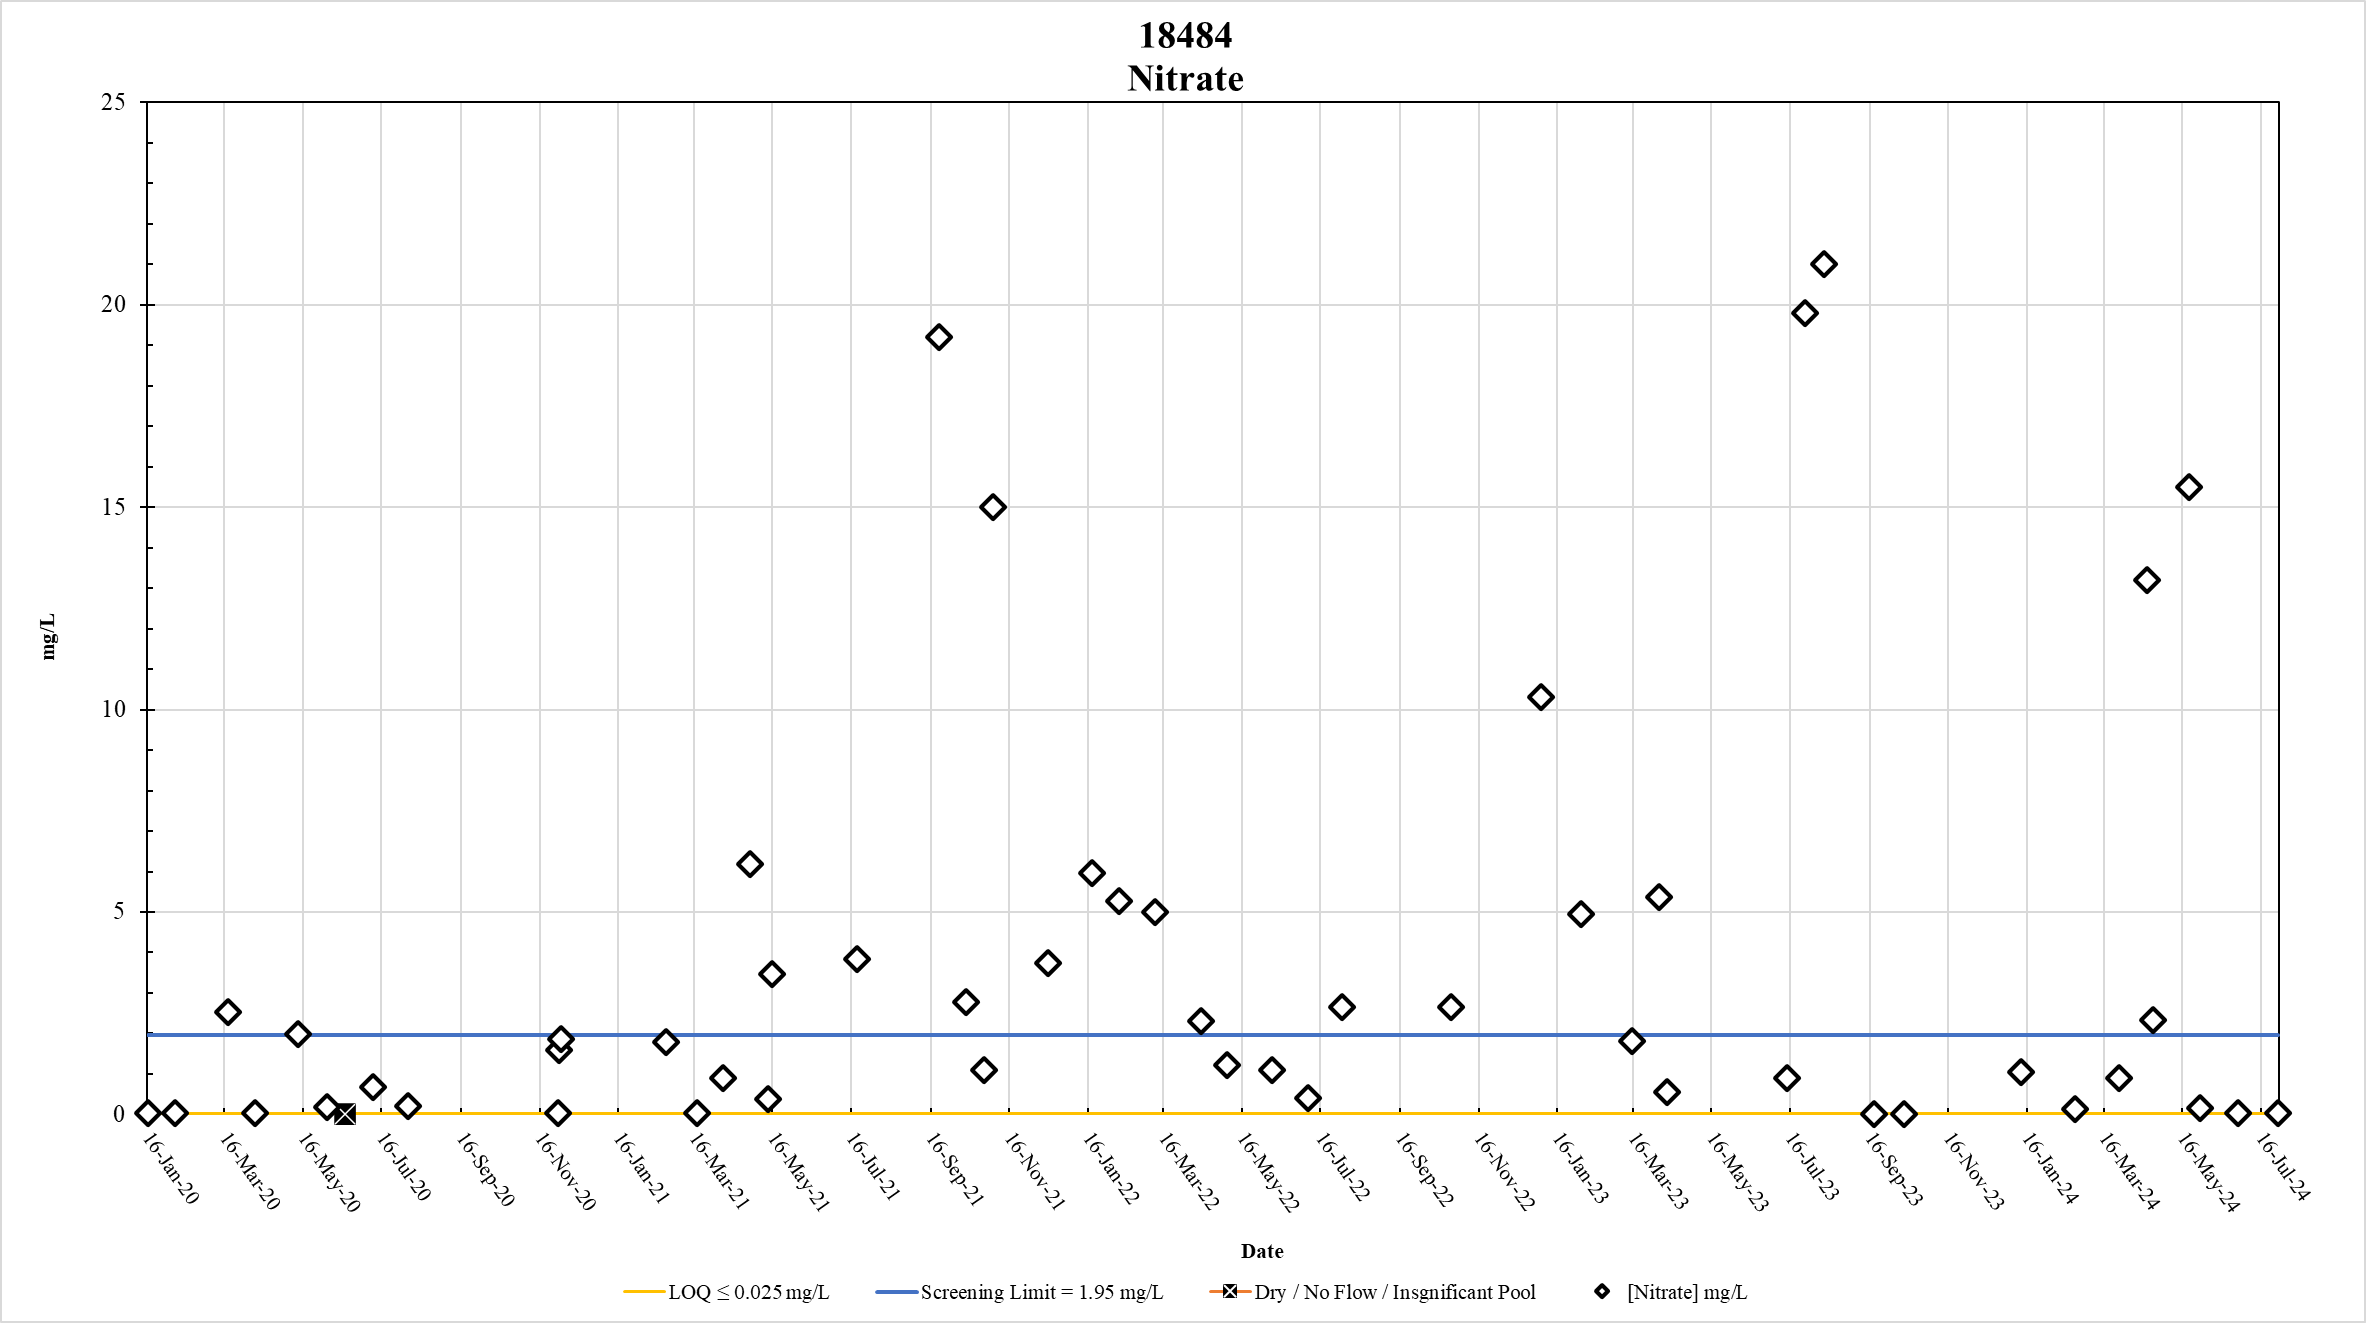 18484
Nitrate
25
20
15
10
5
0
mg/L
16-Jan-20
16-Mar-20
16-May-20
16-Jul-20
16-Sep-20
16-Nov-20
16-Jan-21
16-Mar-21
16-May-21
16-Jul-21
16-Sep-21
16-Nov-21
16-Jan-22
16-Mar-22
16-May-22
16-Jul-22
16-Sep-22
16-Nov-22
16-Jan-23
16-Mar-23
16-May-23
16-Jul-23
16-Sep-23
16-Nov-23
16-Jan-24
16-Mar-24
16-May-24
16-Jul-24
Date
LOQ ≤ 0.025 mg/L
Screening Limit = 1.95 mg/L
Dry / No Flow / Insgnificant Pool
[Nitrate] mg/L